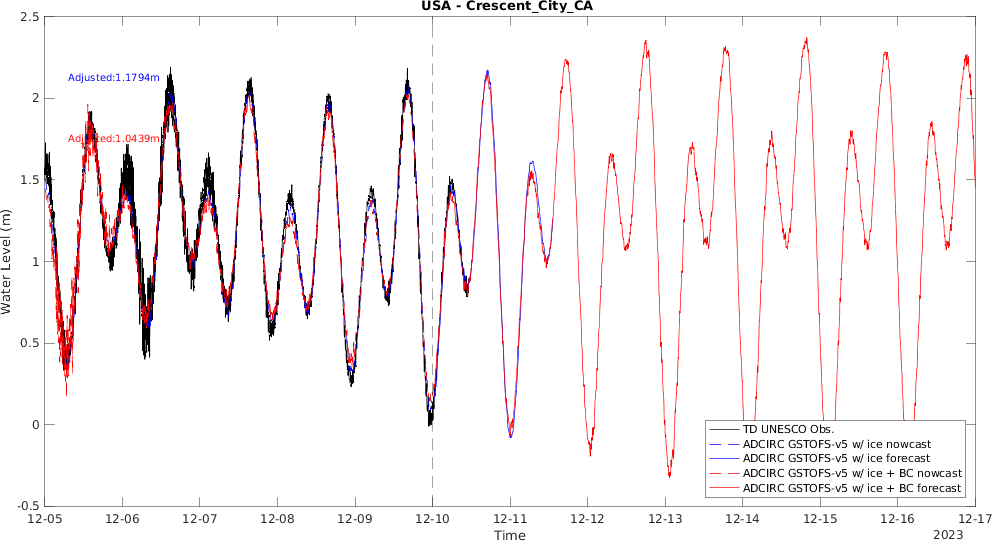 USA - Crescent_City_CA
2.5
2
1.5
1
0.5
0
-0.5
Water Level (m)
Adjusted:1.1794m
Adjusted:1.0439m
TD UNESCO Obs.
ADCIRC GSTOFS-v5 w/ ice nowcast
ADCIRC GSTOFS-v5 w/ ice forecast
ADCIRC GSTOFS-v5 w/ ice + BC nowcast
ADCIRC GSTOFS-v5 w/ ice + BC forecast
12-05 12-06 12-07 12-08 12-09 12-10 12-11 12-12 12-13 12-14 12-15 12-16 12-17
Time
2023